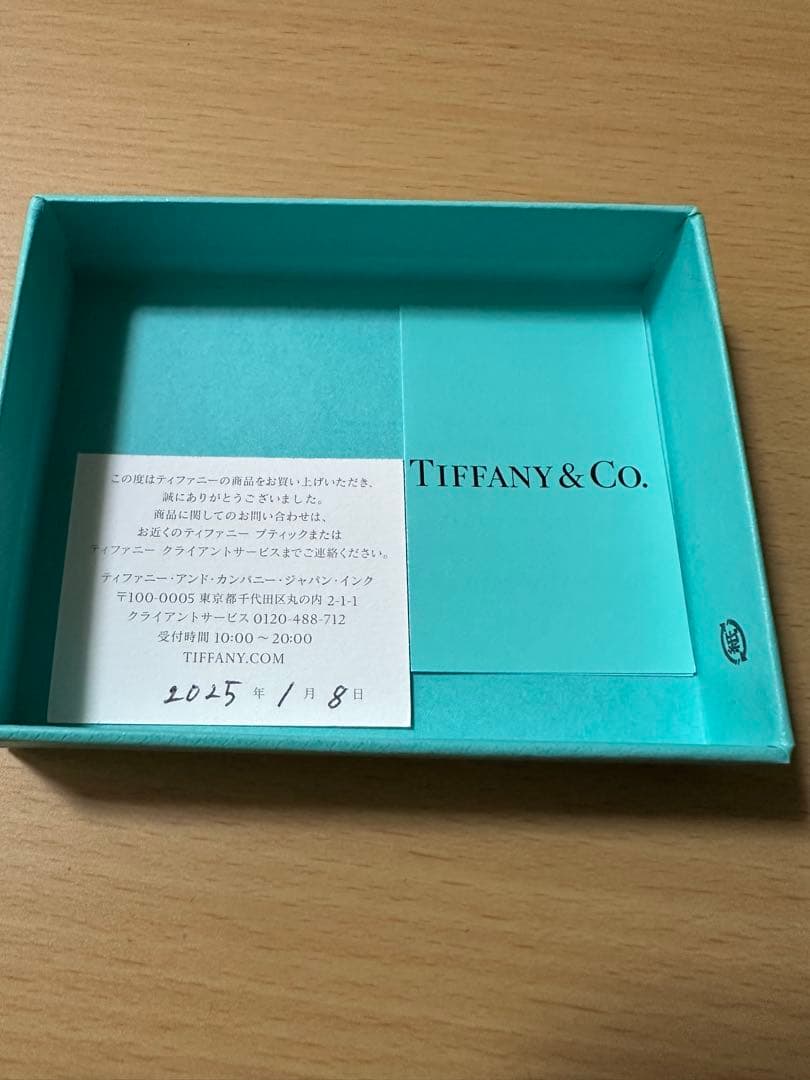 この度はティファニーの商品をお買い上げいただき、
誠にありがとうございました。
商品に関してのお問い合わせは、
お近くのティファニー ブティックまたは
ティファニー クライアントサービスまでご連絡ください。
ティファニー・アンド・カンパニー・ジャパン・インク
〒100-0005 東京都千代田区丸の内 2-1-1
クライアントサービス 0120-488-712
受付時間 10:00～20:00
TIFFANY.COM
2025 年 1 月 8 日
TIFFANY & CO.
紙